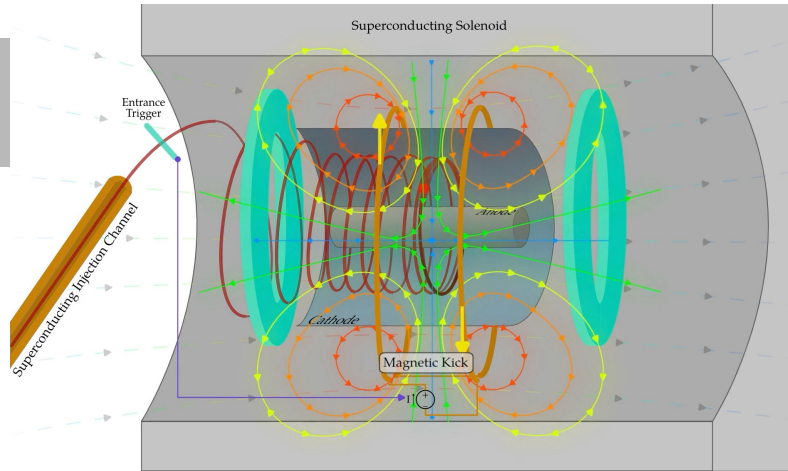 Superconducting Solenoid
Entrance
Trigger
Superconducting Injection Channel
Anode
Cathode
Magnetic Kick
I
+
−